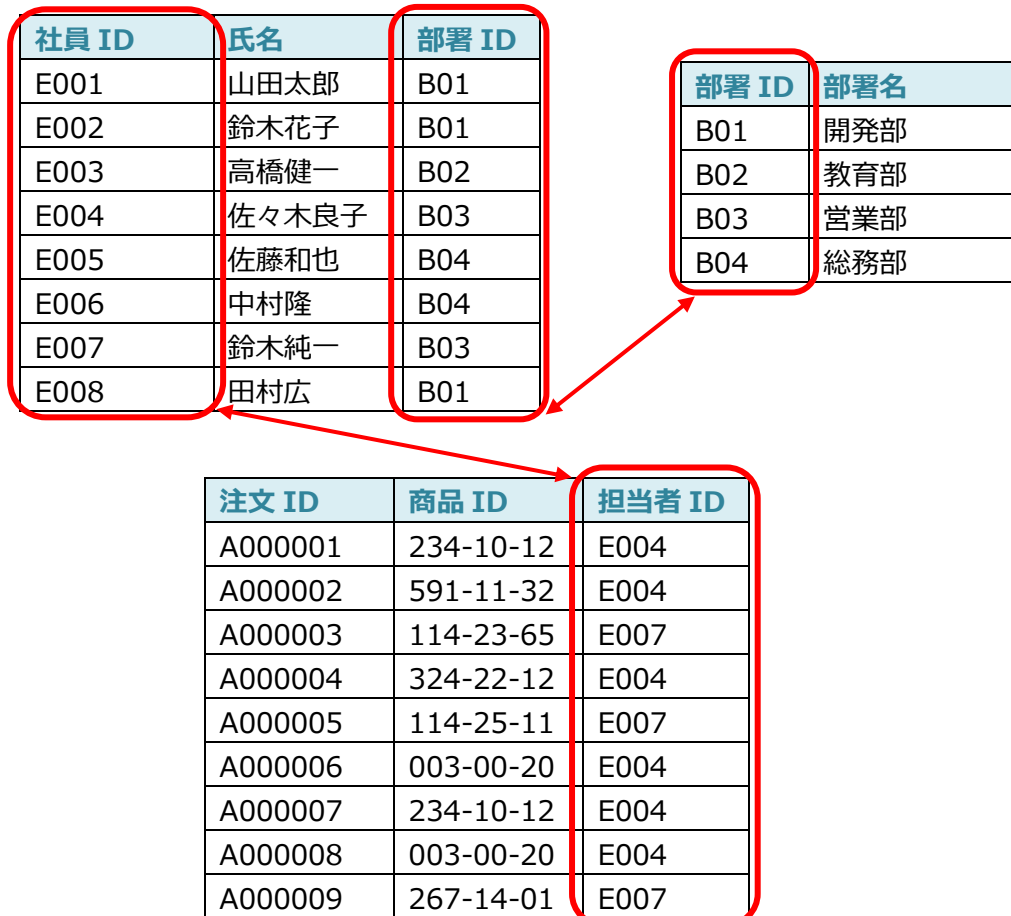 社員 ID 氏名 部署 ID
E001 山田太郎 B01
E002 鈴木花子 B01
E003 高橋健一 B02
E004 佐々木良子 B03
E005 佐藤和也 B04
E006 中村隆 B04
E007 鈴木純一 B03
E008 田村広 B01
部署 ID 部署名
B01 開発部
B02 教育部
B03 営業部
B04 総務部
注文 ID 商品 ID 担当者 ID
A000001 234-10-12 E004
A000002 591-11-32 E004
A000003 114-23-65 E007
A000004 324-22-12 E004
A000005 114-25-11 E007
A000006 003-00-20 E004
A000007 234-10-12 E004
A000008 003-00-20 E004
A000009 267-14-01 E007